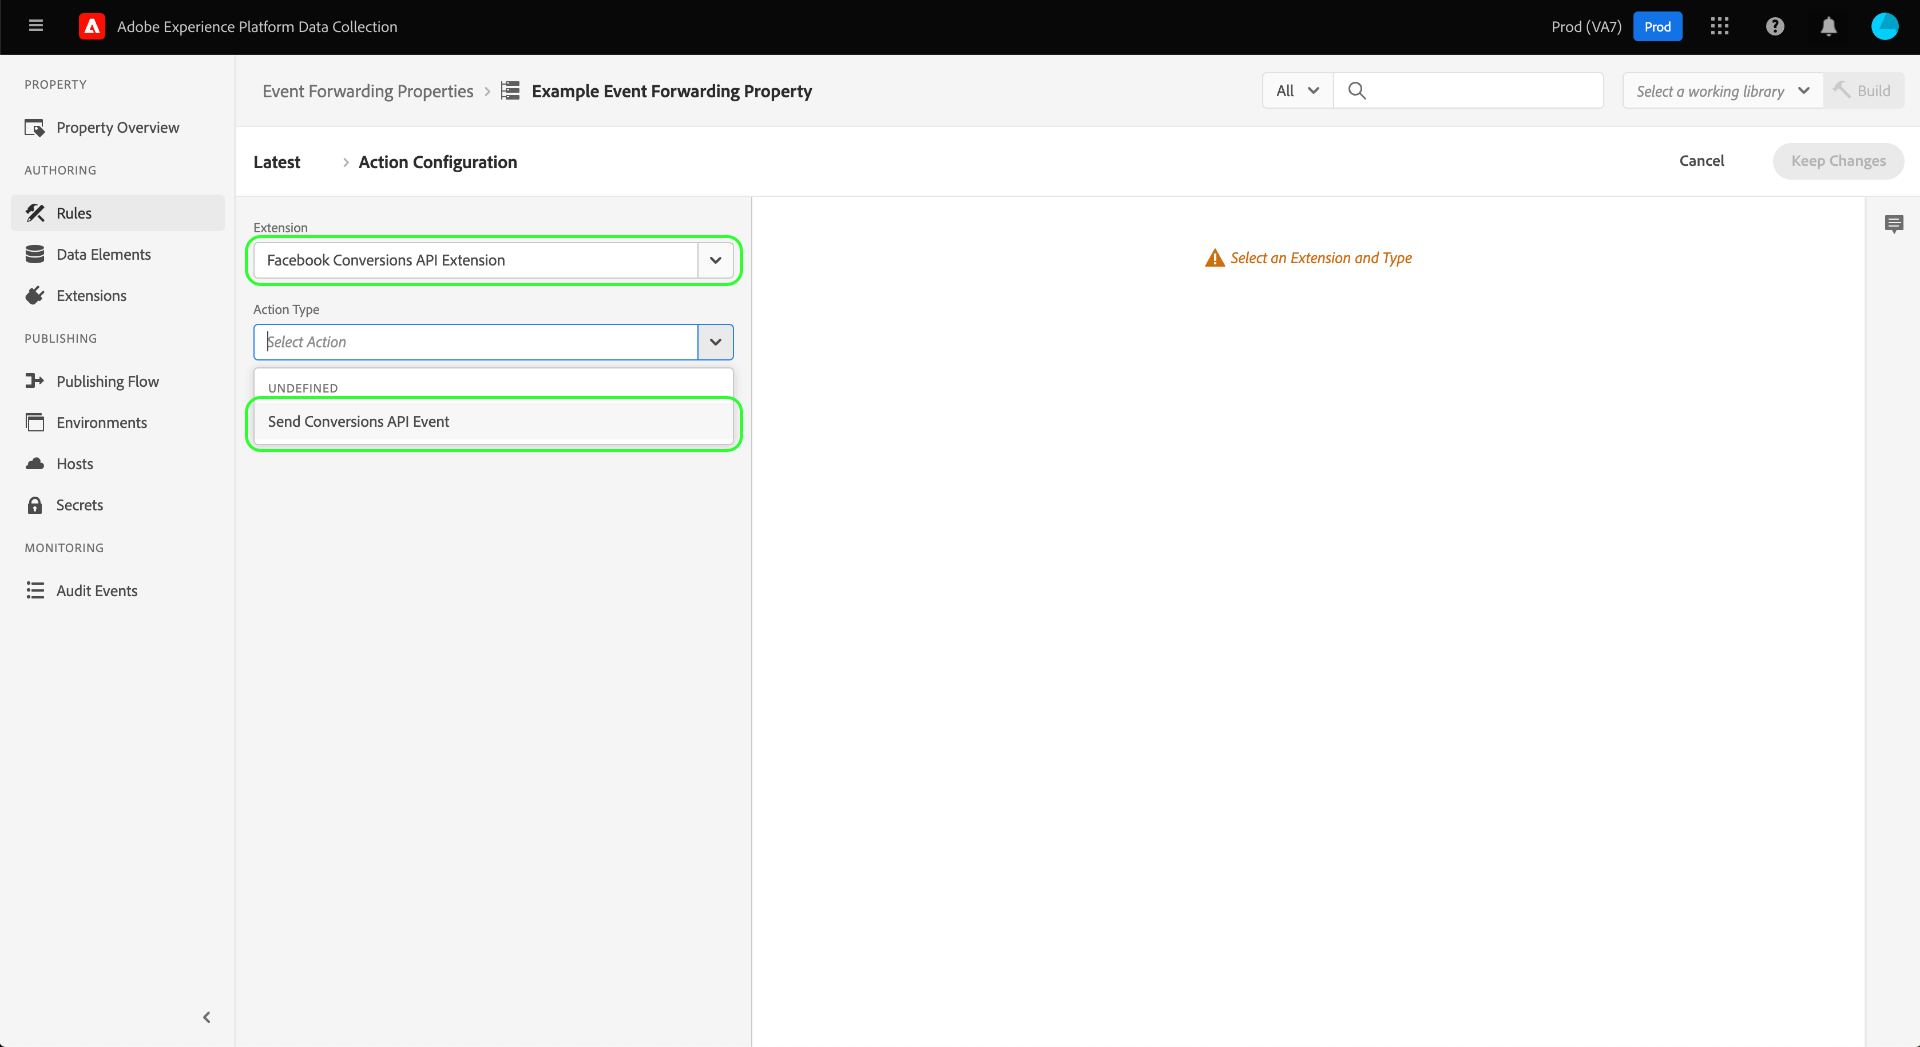 Adobe Experience Platform Data Collection
Prod (VA7)
Prod
PROPERTY
Property Overview
AUTHORING
Rules
Data Elements
Extensions
PUBLISHING
Publishing Flow
Environments
Hosts
Secrets
MONITORING
Audit Events
Event Forwarding Properties
Example Event Forwarding Property
All
Select a working library
Build
Latest
Action Configuration
Cancel
Keep Changes
Extension
Facebook Conversions API Extension
Action Type
Select Action
UNDEFINED
Send Conversions API Event
Select an Extension and Type